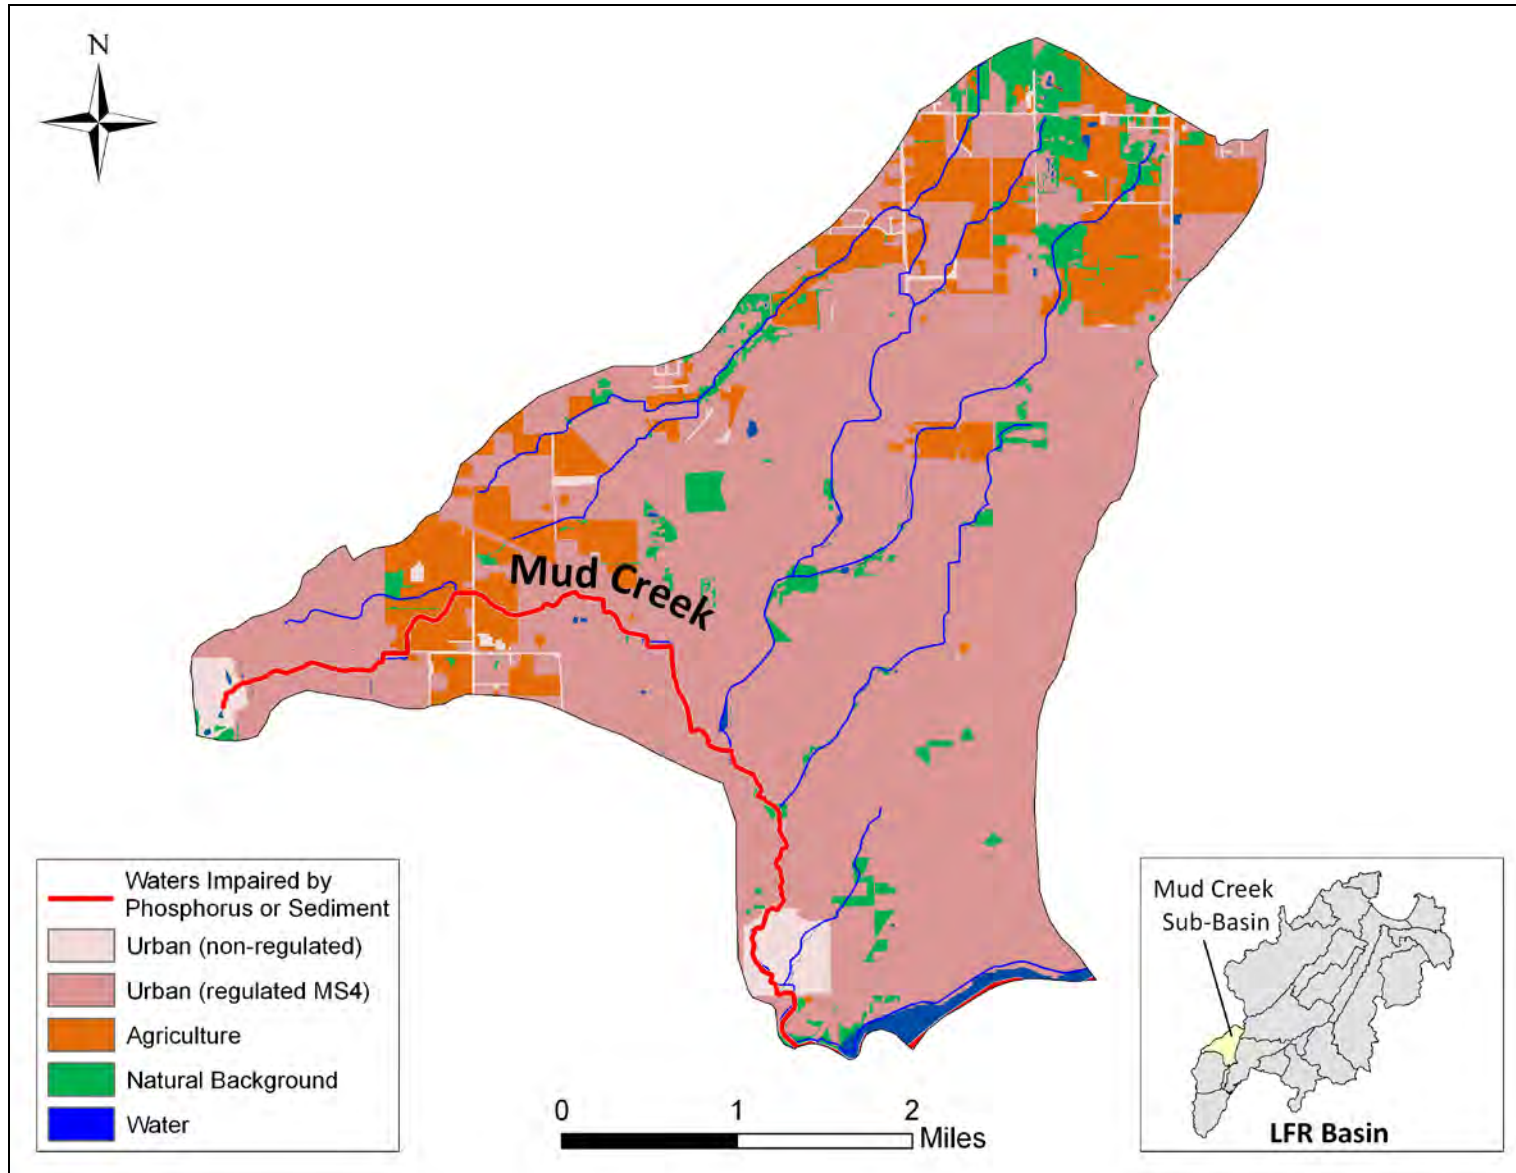 N
Mud Creek
Waters Impaired by
Phosphorus or Sediment
Urban (non-regulated)
Urban (regulated MS4)
Agriculture
Natural Background
Water
0 1 2
Miles
Mud Creek
Sub-Basin
LFR Basin